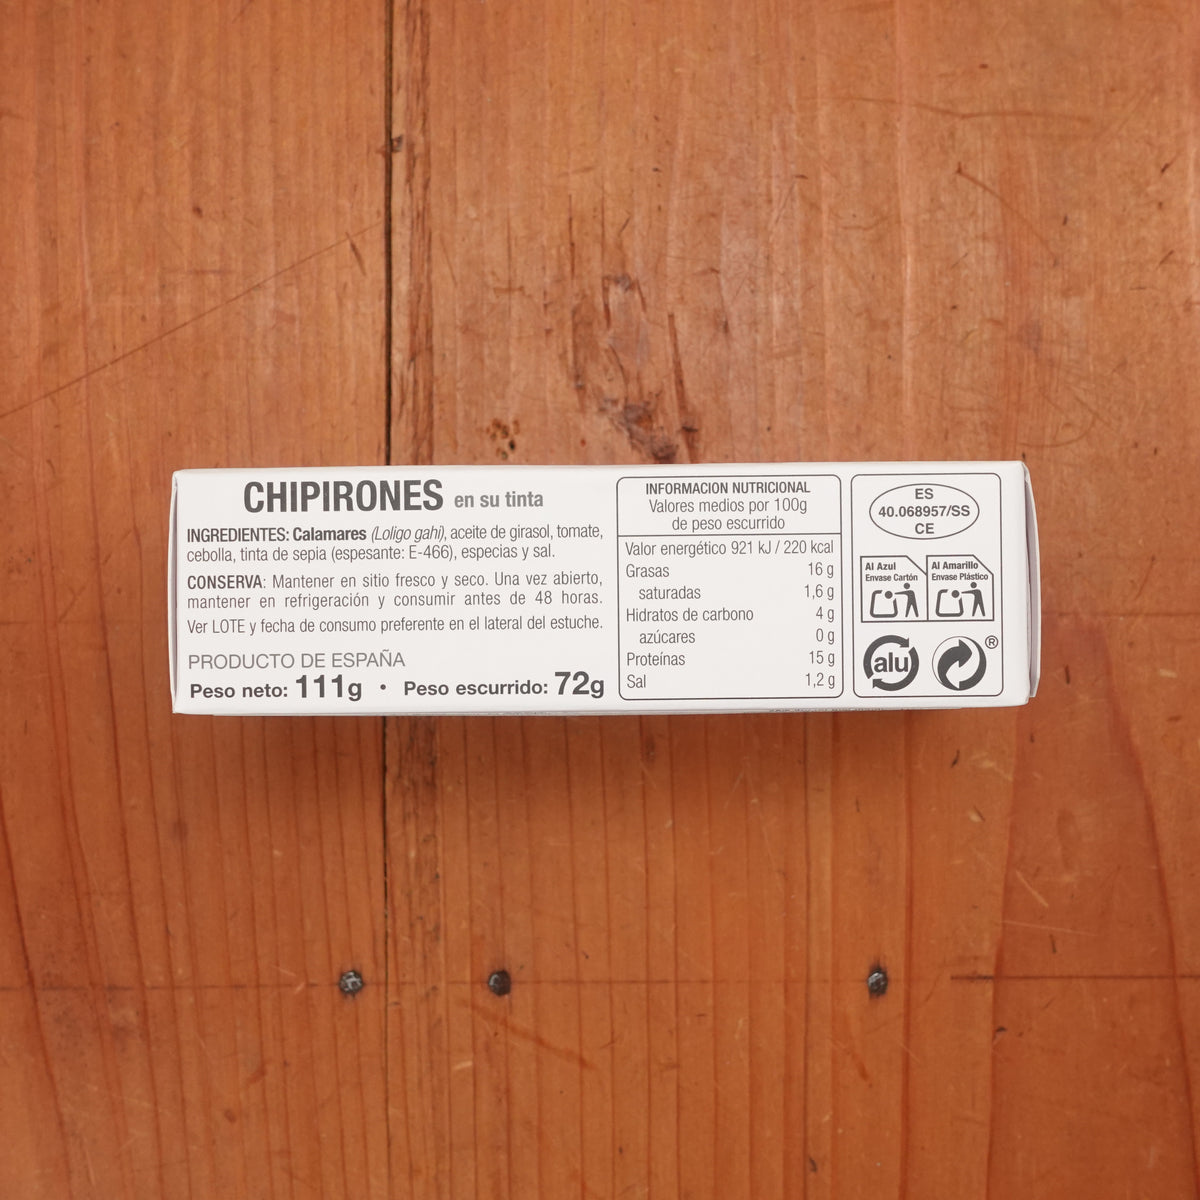 CHIPIRONES en su tinta
INGREDIENTES: Calamares (Loligo gahi), aceite de girasol, tomate,
cebolla, tinta de sepia (espesante: E-466), especias y sal.
CONSERVA: Mantener en sitio fresco y seco. Una vez abierto,
mantener en refrigeración y consumir antes de 48 horas.
Ver LOTE y fecha de consumo preferente en el lateral del estuche.
PRODUCTO DE ESPAÑA
Peso neto: 111g · Peso escurrido: 72g
INFORMACION NUTRICIONAL
Valores medios por 100g
de peso escurrido
Valor energético 921 kJ / 220 kcal
Grasas 16 g
saturadas 1,6 g
Hidratos de carbono 4 g
azúcares 0 g
Proteínas 15 g
Sal 1,2 g
ES
40.068957/SS
CE
Al Azul
Envase Cartón
Al Amarillo
Envase Plástico
alu
®